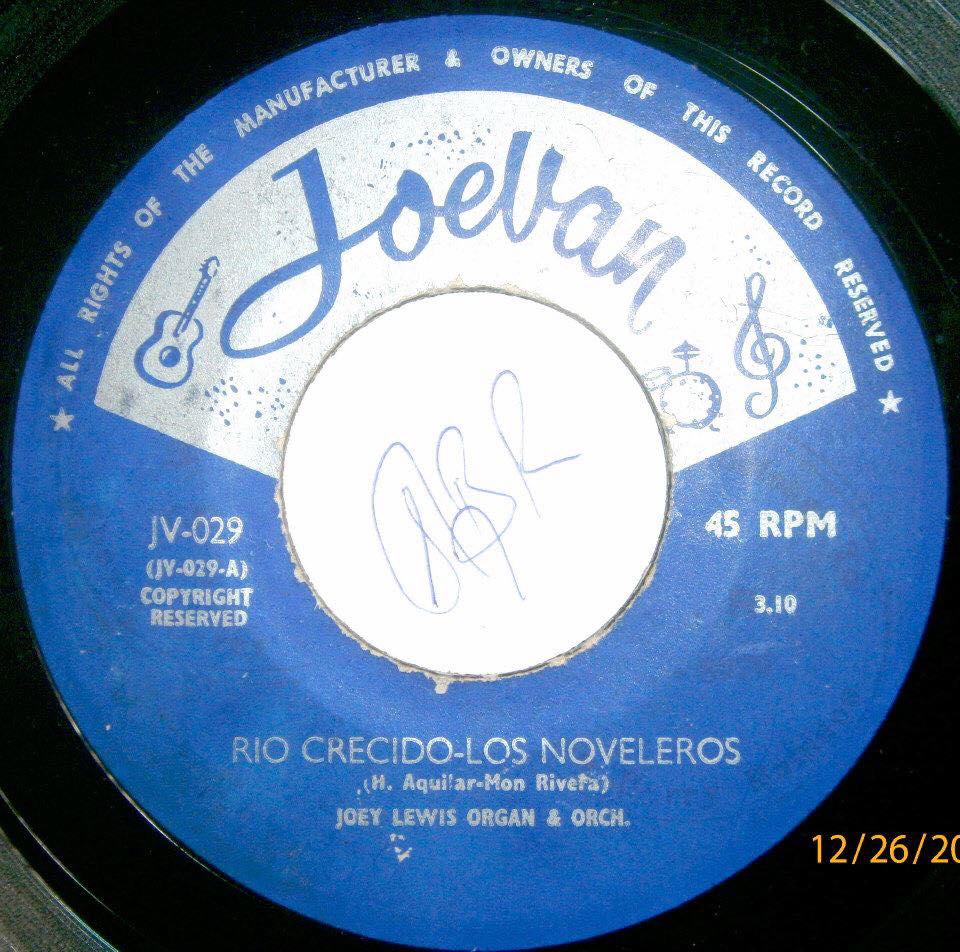 ★ ALL RIGHTS OF THE MANUFACTURER & OWNERS OF THIS RECORD RESERVED ★
Joevan
JV-029
(JV-029-A)
COPYRIGHT
RESERVED
45 RPM
3.10
RIO CRECIDO-LOS NOVELEROS
(H. Aquilar-Mon Rivera)
JOEY LEWIS ORGAN & ORCH.
12/26/20